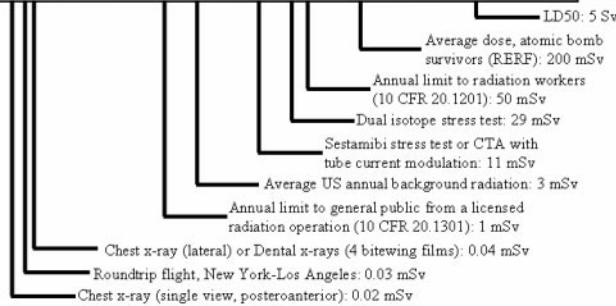 LD50: 5 Sv
Average dose, atomic bomb
survivors (RERF): 200 mSv
Annual limit to radiation workers
(10 CFR 20.1201): 50 mSv
Dual isotope stress test: 29 mSv
Sestamibi stress test or CTA with
tube current modulation: 11 mSv
Average US annual background radiation: 3 mSv
Annual limit to general public from a licensed
radiation operation (10 CFR 20.1301): 1 mSv
Chest x-ray (lateral) or Dental x-rays (4 bitewing films): 0.04 mSv
Roundtrip flight, New York-Los Angeles: 0.03 mSv
Chest x-ray (single view, posteroanterior): 0.02 mSv